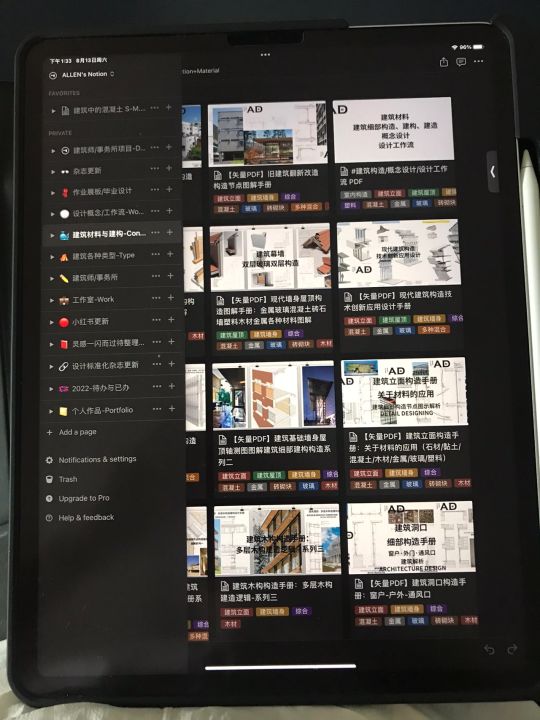 下午1:33 8月13日周六
96%
ALLEN's Notion
tion+Material
FAVORITES
建筑中的混凝土 S-M...
PRIVATE
建筑师/事务所项目-D...
杂志更新
作业展板/毕业设计
设计概念/工作流-Wo...
建筑材料与建构-Con...
建筑各种类型-Type
建筑师/事务所
工作室-Work
小红书更新
灵感一闪而过待整理...
设计标准化杂志更新
2022-待办与已办
个人作品-Portfolio
Add a page
Notifications & settings
Trash
Upgrade to Pro
Help & feedback
AD
【矢量PDF】旧建筑翻新改造
构造节点图解手册
建筑立面 建筑墙身 综合
混凝土 玻璃 砖砌块 多种混合
AD
建筑材料
建筑细部构造、建构、建造
概念设计
设计工作流
#建筑构造/概念设计/设计工作
流 PDF
室内构造 建筑立面 建筑屋顶 建筑
塑料 混凝土 金属 玻璃 砖砌块
建筑幕墙
双层玻璃双层构造
【矢量PDF】现代墙身屋顶构
造图解手册：金属玻璃混凝土砖石
墙塑料木材金属各种材料图解
建筑屋顶 建筑墙身 综合
混凝土 金属 玻璃 砖砌块 木材
现代建筑构造
技术创新应用设计
AD
【矢量PDF】现代建筑构造技
术创新应用设计手册
建筑立面 建筑屋顶 建筑墙身 综合
混凝土 金属 玻璃 多种混合
木材
【矢量PDF】建筑基础墙身屋
顶轴测图图解建筑细部建构构造系
列二
建筑立面 建筑屋顶 建筑墙身 综合
混凝土 金属 砖砌块 玻璃 木材
AD
AD
建筑立面构造手册
关于材料的应用
建筑细部构造节点图示解析
DETAIL DESIGNING
【矢量PDF】建筑立面构造手
册：关于材料的应用（石材/黏土/
混凝土/木材/金属/玻璃/塑料）
建筑立面 建筑墙身 综合
混凝土 金属 玻璃 砖砌块 木材
建筑木构构造手册：
多层木构建造逻辑-系列三
建筑木构构造手册：多层木构
建造逻辑-系列三
建筑立面 建筑墙身 综合
木材
AD
AD
建筑洞口
细部构造手册
窗户·外门·通风口
建筑解析
ARCHITECTURE DESIGN
【矢量PDF】建筑洞口构造手
册：窗户-户外-通风口
建筑立面 建筑墙身 综合
混凝土 金属 玻璃 砖砌块 木材